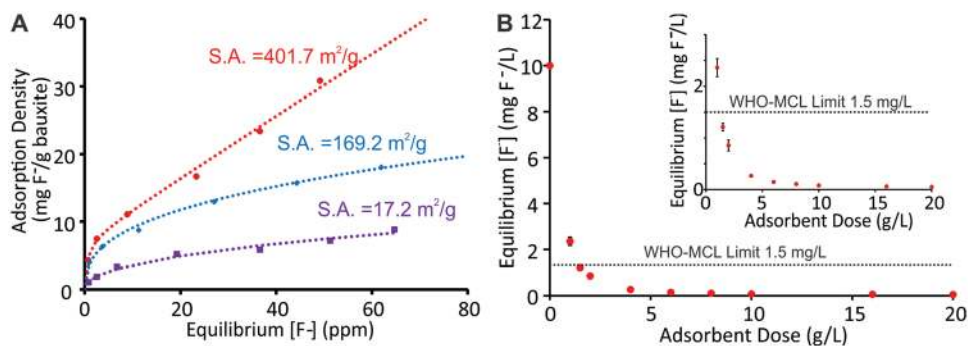 A
Adsorption Density
(mg F⁻/g bauxite)
40
30
20
10
0
S.A. =401.7 m²/g
S.A. =169.2 m²/g
S.A. =17.2 m²/g
0 20 40 60 80
Equilibrium [F-] (ppm)
B
Equilibrium [F⁻] (mg F⁻/L)
12
10
8
6
4
2
0
WHO-MCL Limit 1.5 mg/L
0 5 10 15 20
Adsorbent Dose (g/L)
Equilibrium [F⁻] (mg F⁻/L)
2
0
WHO-MCL Limit 1.5 mg/L
0 5 10 15 20
Adsorbent Dose (g/L)